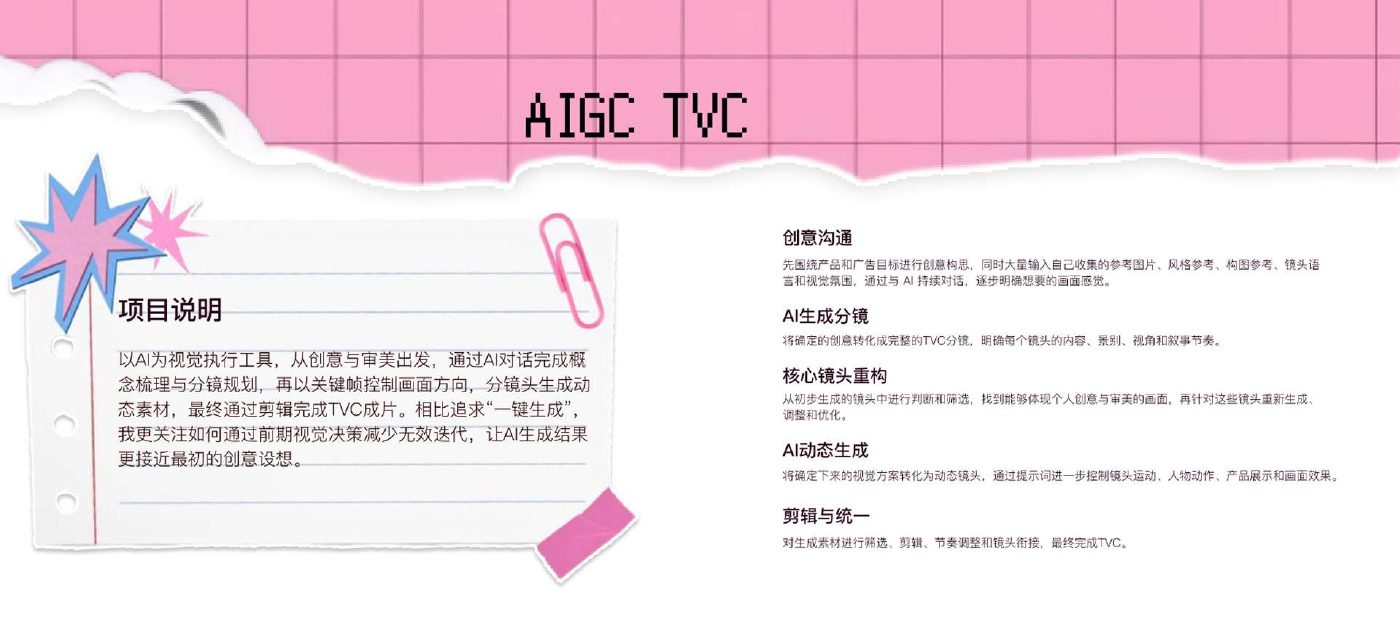 AIGC TVC
项目说明
以AI为视觉执行工具，从创意与审美出发，通过AI对话完成概
念梳理与分镜规划，再以关键帧控制画面方向，分镜头生成动
态素材，最终通过剪辑完成TVC成片。相比追求“一键生成”，
我更关注如何通过前期视觉决策减少无效迭代，让AI生成结果
更接近最初的创意设想。
创意沟通
先围绕产品和广告目标进行创意构思，同时大量输入自己收集的参考图片、风格参考、构图参考、镜头语
言和视觉氛围，通过与 AI 持续对话，逐步明确想要的画面感觉。
AI生成分镜
将确定的创意转化成完整的TVC分镜，明确每个镜头的内容、景别、视角和叙事节奏。
核心镜头重构
从初步生成的镜头中进行判断和筛选，找到能够体现个人创意与审美的画面，再针对这些镜头重新生成、
调整和优化。
AI动态生成
将确定下来的视觉方案转化为动态镜头，通过提示词进一步控制镜头运动、人物动作、产品展示和画面效果。
剪辑与统一
对生成素材进行筛选、剪辑、节奏调整和镜头衔接，最终完成TVC。